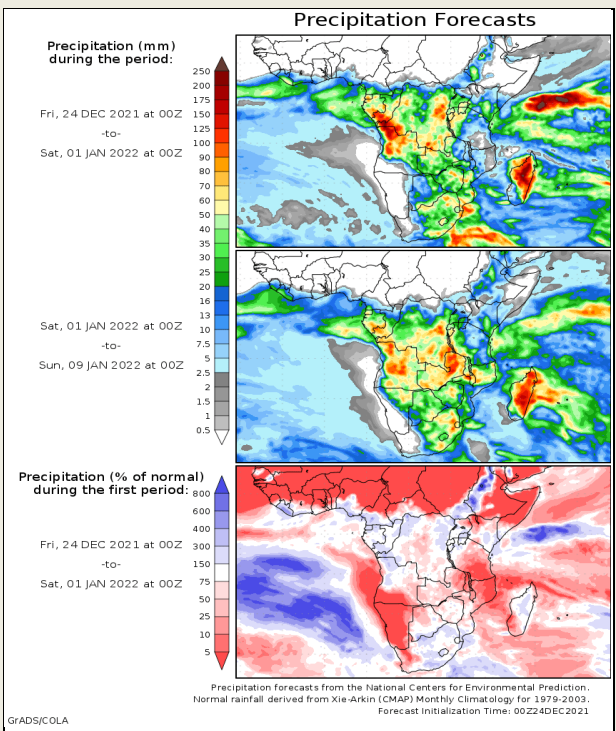 Precipitation Forecasts
Precipitation (mm)
during the period:
Fri, 24 DEC 2021 at 00Z
-to-
Sat, 01 JAN 2022 at 00Z
250
200
175
150
125
100
90
80
70
60
50
40
35
30
25
20
16
13
10
7.5
5
2.5
2
1.5
1
0.5
Sat, 01 JAN 2022 at 00Z
-to-
Sun, 09 JAN 2022 at 00Z
Precipitation (% of normal)
during the first period:
Fri, 24 DEC 2021 at 00Z
-to-
Sat, 01 JAN 2022 at 00Z
800
600
400
300
150
75
50
25
10
5
Precipitation forecasts from the National Centers for Environmental Prediction.
Normal rainfall derived from Xie-Arkin (CMAP) Monthly Climatology for 1979-2003.
Forecast Initialization Time: 00Z24DEC2021
GrADS/COLA